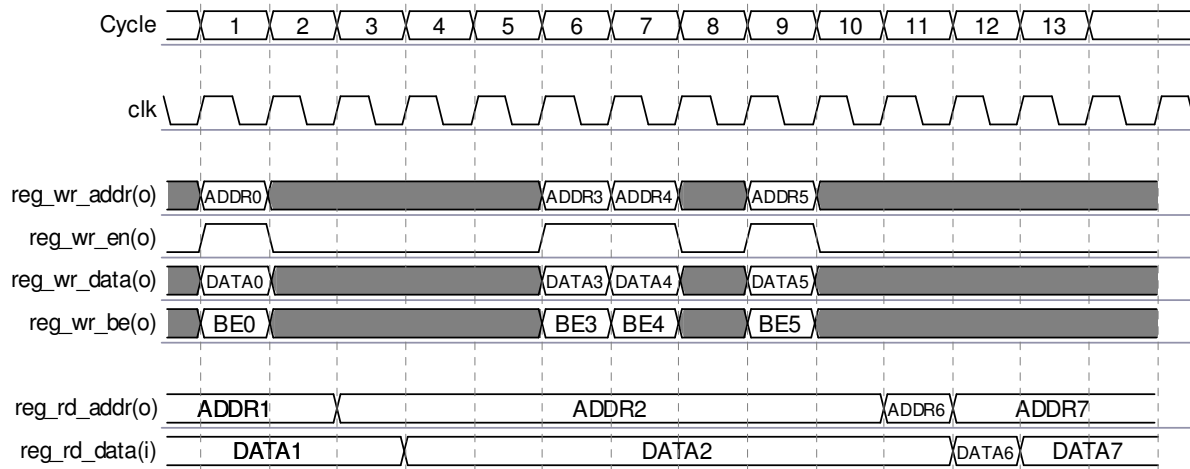 Cycle 1 2 3 4 5 6 7 8 9 10 11 12 13
clk
reg_wr_addr(o) ADDR0 ADDR3 ADDR4 ADDR5
reg_wr_en(o)
reg_wr_data(o) DATA0 DATA3 DATA4 DATA5
reg_wr_be(o) BE0 BE3 BE4 BE5
reg_rd_addr(o) ADDR1 ADDR2 ADDR6 ADDR7
reg_rd_data(i) DATA1 DATA2 DATA6 DATA7